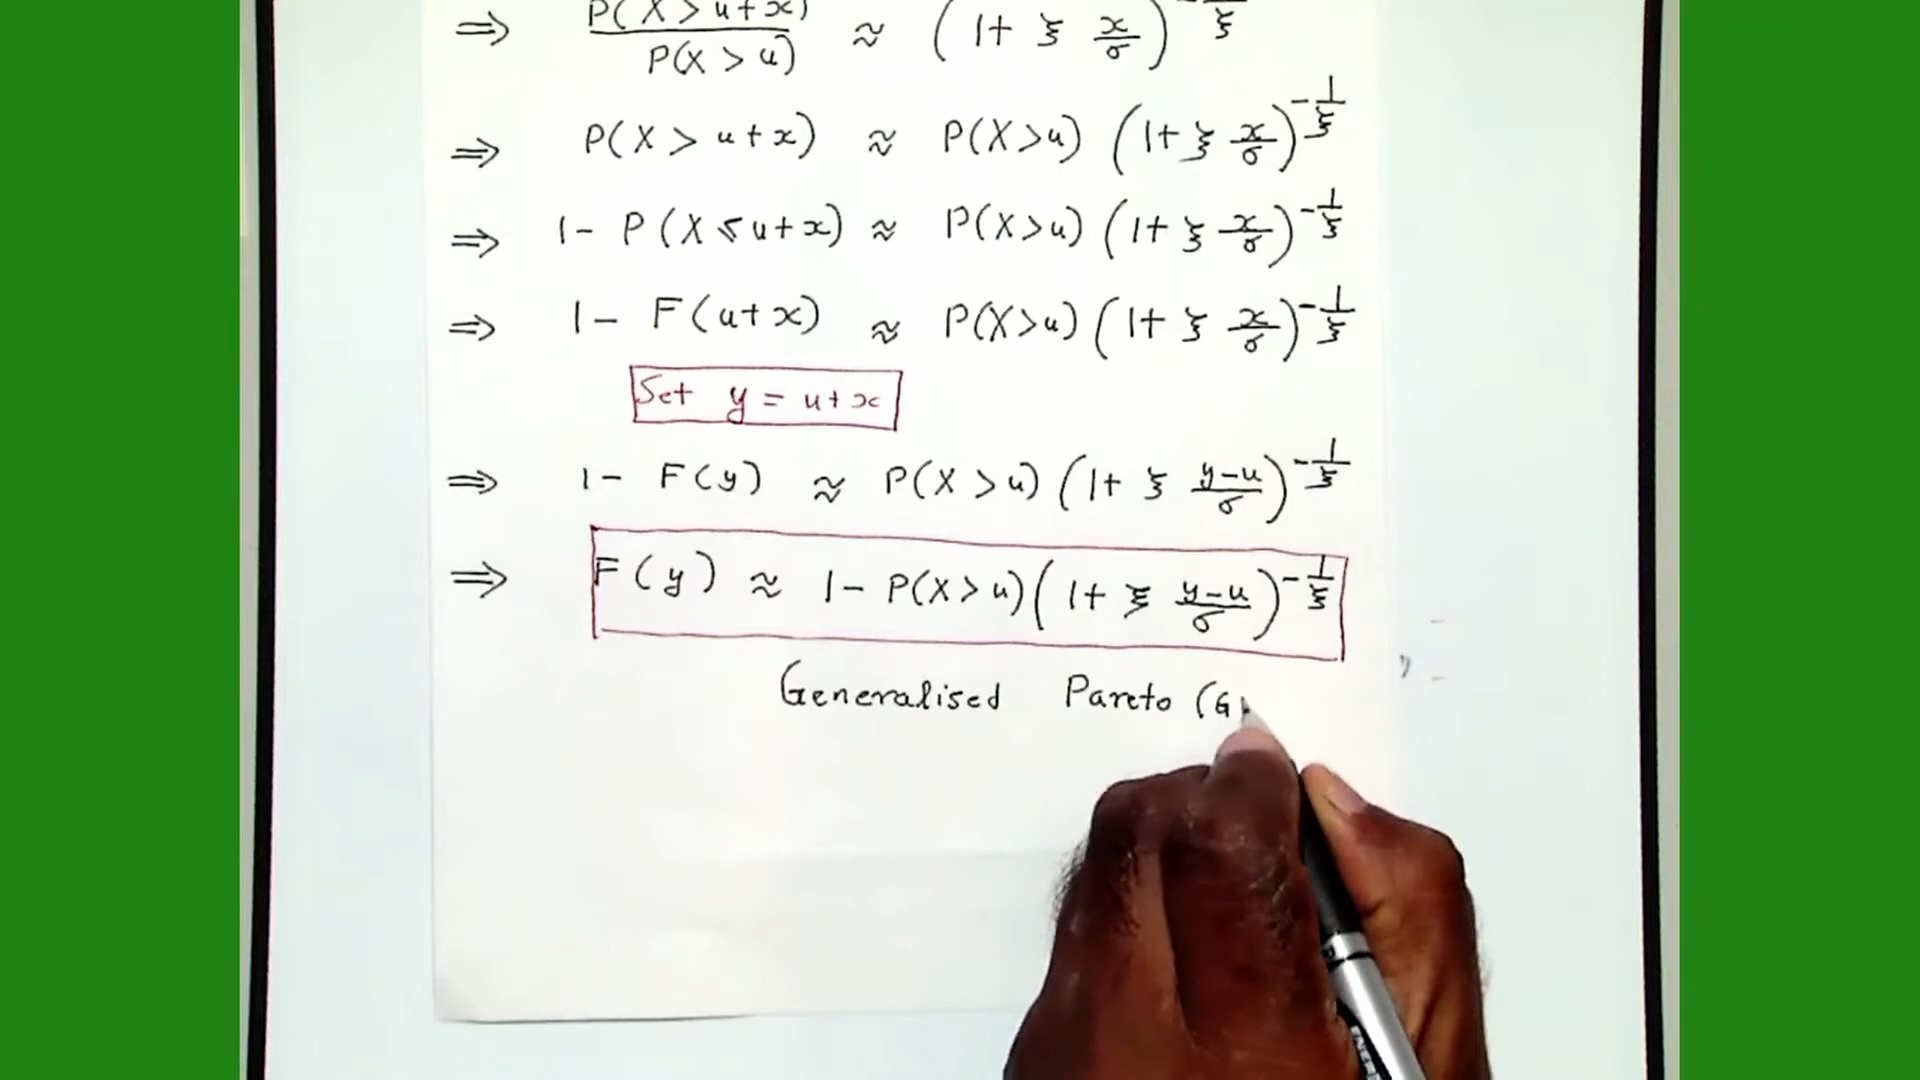 ⇒ P(X > u+x) / P(X > u) ≈ (1+ ξ x/σ)^-1/ξ
⇒ P(X > u+x) ≈ P(X>u) (1+ ξ x/σ)^-1/ξ
⇒ 1- P(X ≤ u+x) ≈ P(X>u) (1+ ξ x/σ)^-1/ξ
⇒ 1- F(u+x) ≈ P(X>u) (1+ ξ x/σ)^-1/ξ
Set y = u+x
⇒ 1- F(y) ≈ P(X > u) (1+ ξ y-u/σ)^-1/ξ
⇒ F(y) ≈ 1- P(X> u) (1+ ξ y-u/σ)^-1/ξ
Generalised Pareto (G